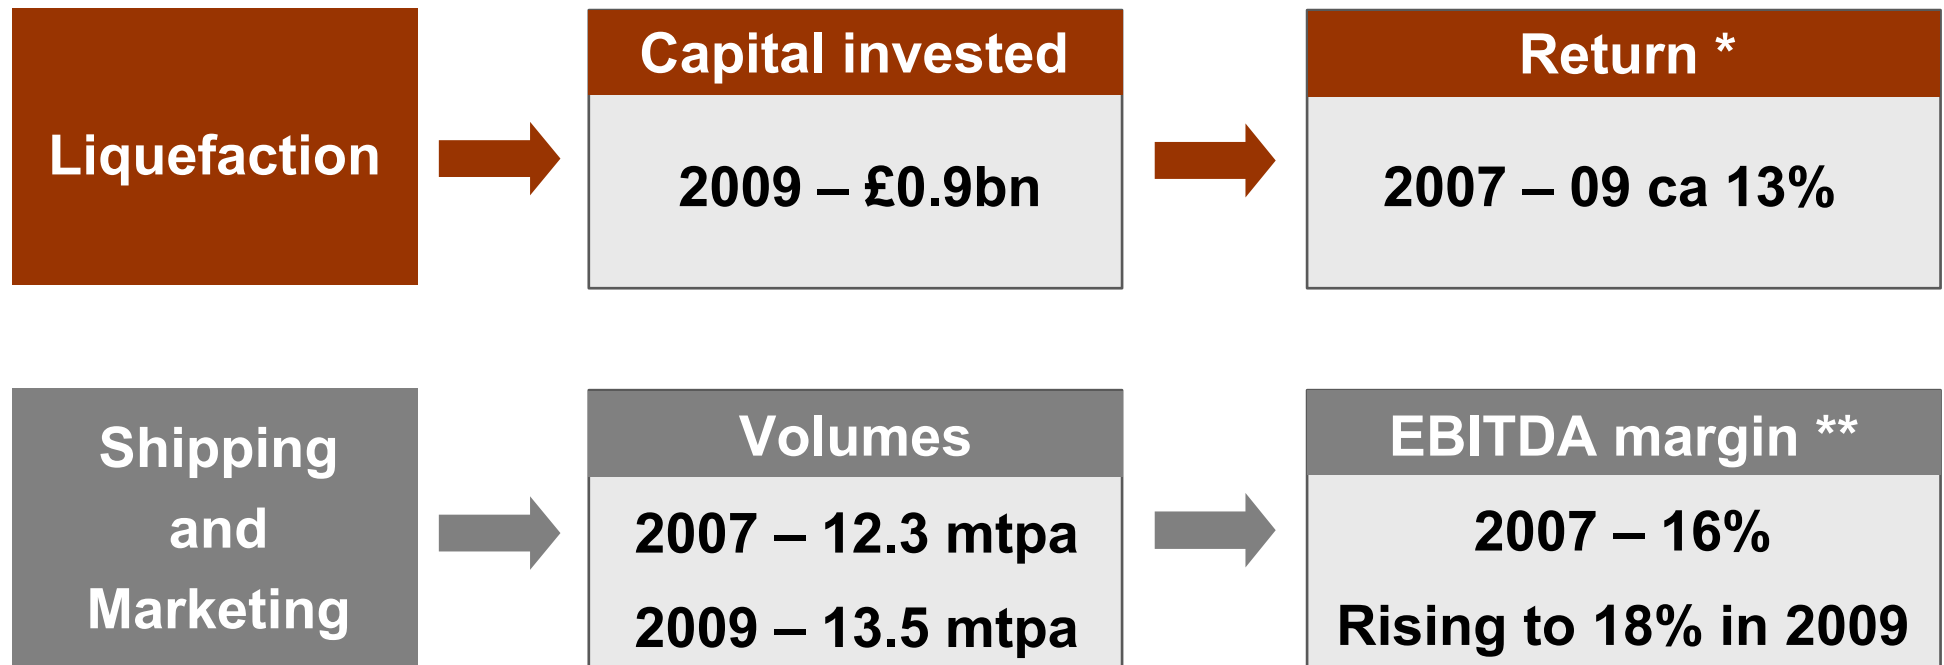 Liquefaction
Capital invested
2009 – £0.9bn
Return *
2007 – 09 ca 13%
Shipping
and
Marketing
Volumes
2007 – 12.3 mtpa
2009 – 13.5 mtpa
EBITDA margin **
2007 – 16%
Rising to 18% in 2009